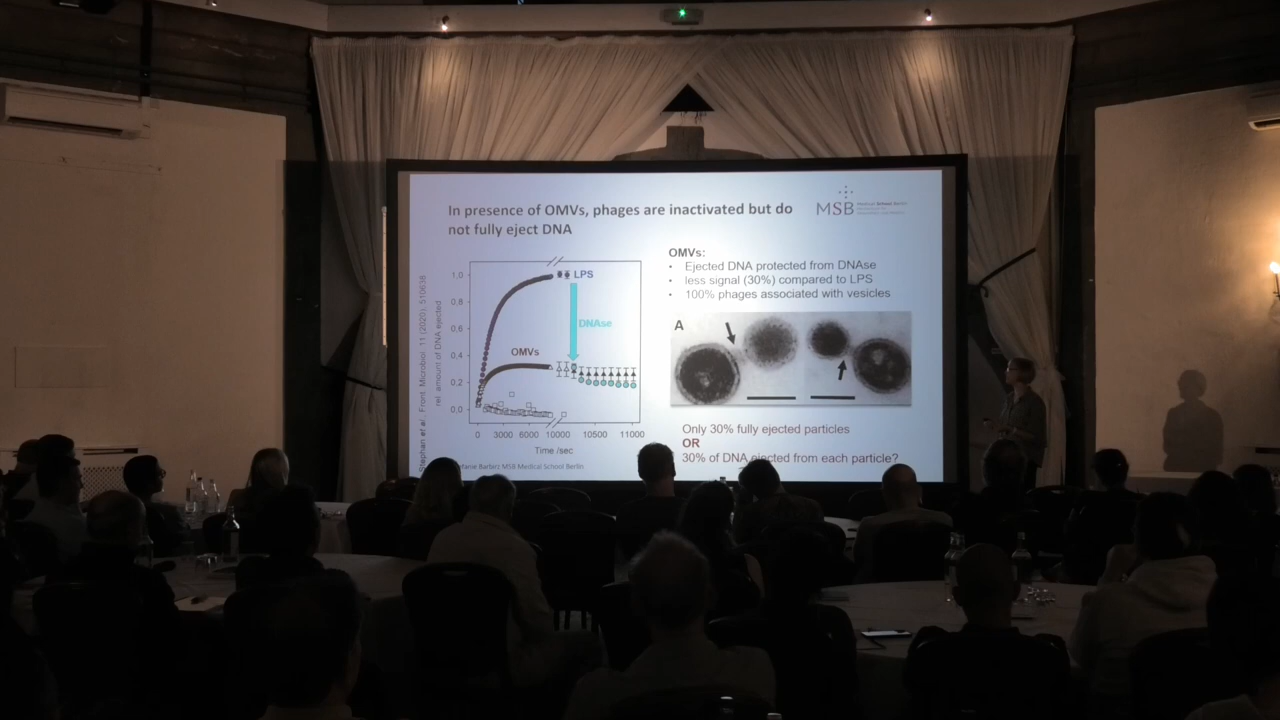 In presence of OMVs, phages are inactivated but do
not fully eject DNA
MSB Medical School Berlin
OMVs:
• Ejected DNA protected from DNAse
• less signal (30%) compared to LPS
• 100% phages associated with vesicles
Stephan et al., Front. Microbiol. 11 (2020), 510638
rel. amount of DNA ejected
1,0
0,8
0,6
0,4
0,2
0,0
LPS
DNAse
OMVs
0 3000 6000 10000 10500 11000
Time /sec
A
Only 30% fully ejected particles
OR
30% of DNA ejected from each particle?
MSB Medical School Berlin